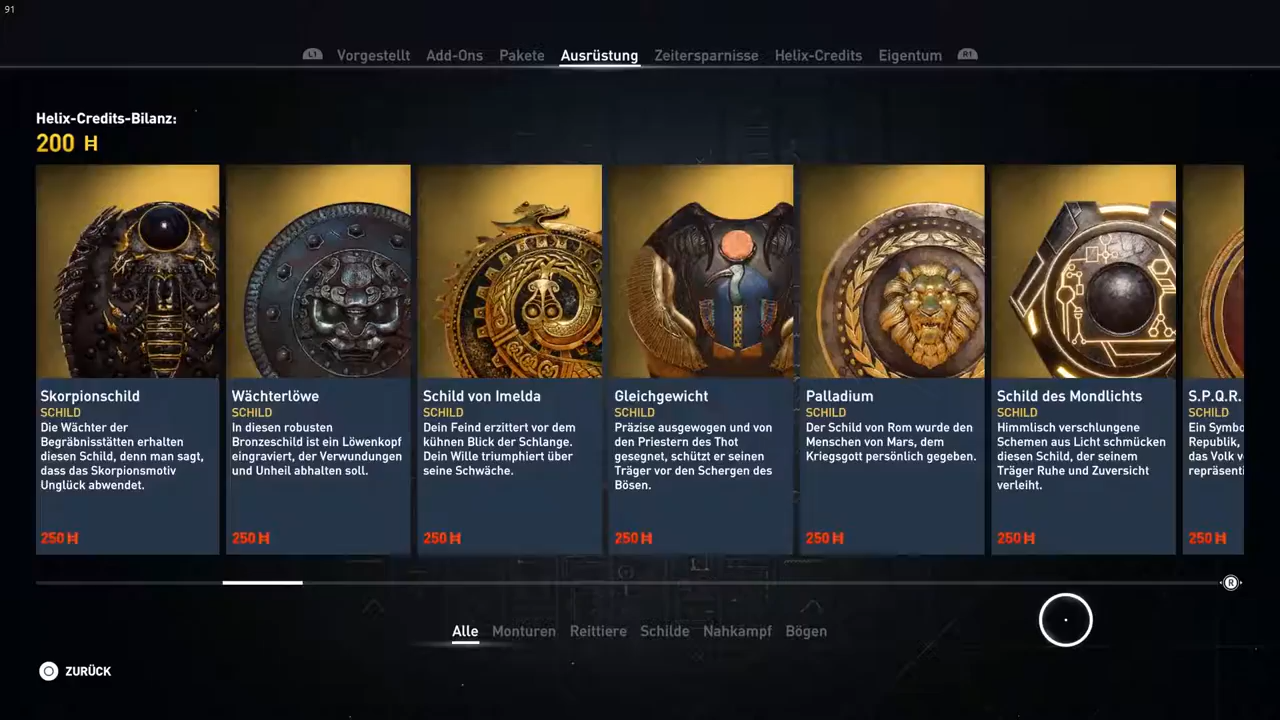 91
L1 Vorgestellt Add-Ons Pakete Ausrüstung Zeitersparnisse Helix-Credits Eigentum R1
Helix-Credits-Bilanz:
200 H
Skorpionschild
SCHILD
Die Wächter der
Begräbnisstätten erhalten
diesen Schild, denn man sagt,
dass das Skorpionsmotiv
Unglück abwendet.
250 H
Wächterlöwe
SCHILD
In diesen robusten
Bronzeschild ist ein Löwenkopf
eingraviert, der Verwundungen
und Unheil abhalten soll.
250 H
Schild von Imelda
SCHILD
Dein Feind erzittert vor dem
kühnen Blick der Schlange.
Dein Wille triumphiert über
seine Schwäche.
250 H
Gleichgewicht
SCHILD
Präzise ausgewogen und von
den Priestern des Thot
gesegnet, schützt er seinen
Träger vor den Schergen des
Bösen.
250 H
Palladium
SCHILD
Der Schild von Rom wurde den
Menschen von Mars, dem
Kriegsgott persönlich gegeben.
250 H
Schild des Mondlichts
SCHILD
Himmlisch verschlungene
Schemen aus Licht schmücken
diesen Schild, der seinem
Träger Ruhe und Zuversicht
verleiht.
250 H
S.P.Q.R.
SCHILD
Ein Symbo
Republik,
das Volk v
repräsenti
250 H
R
Alle Monturen Reittiere Schilde Nahkampf Bögen
ZURÜCK